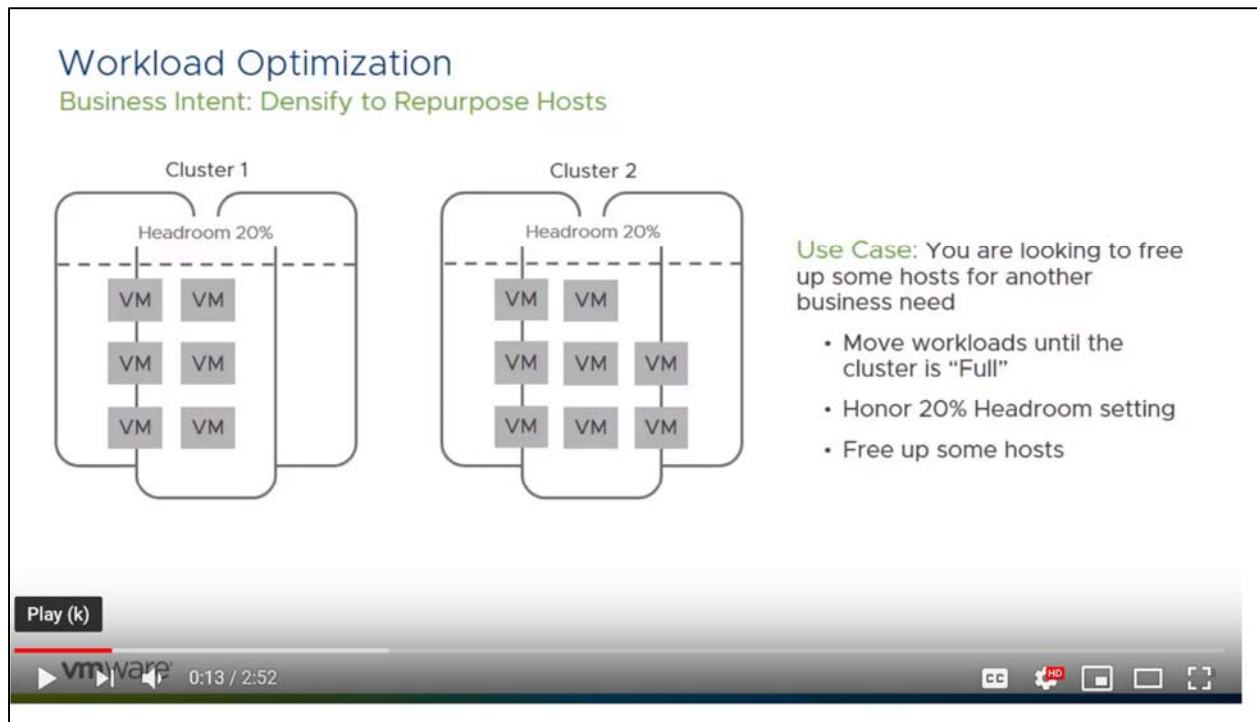 Workload Optimization
Business Intent: Densify to Repurpose Hosts
Cluster 1
Headroom 20%
VM VM
VM VM
VM VM
Cluster 2
Headroom 20%
VM VM
VM VM VM
VM VM VM
Use Case: You are looking to free
up some hosts for another
business need
• Move workloads until the
cluster is “Full”
• Honor 20% Headroom setting
• Free up some hosts
Play (k)
vmware
0:13 / 2:52
CC
HD